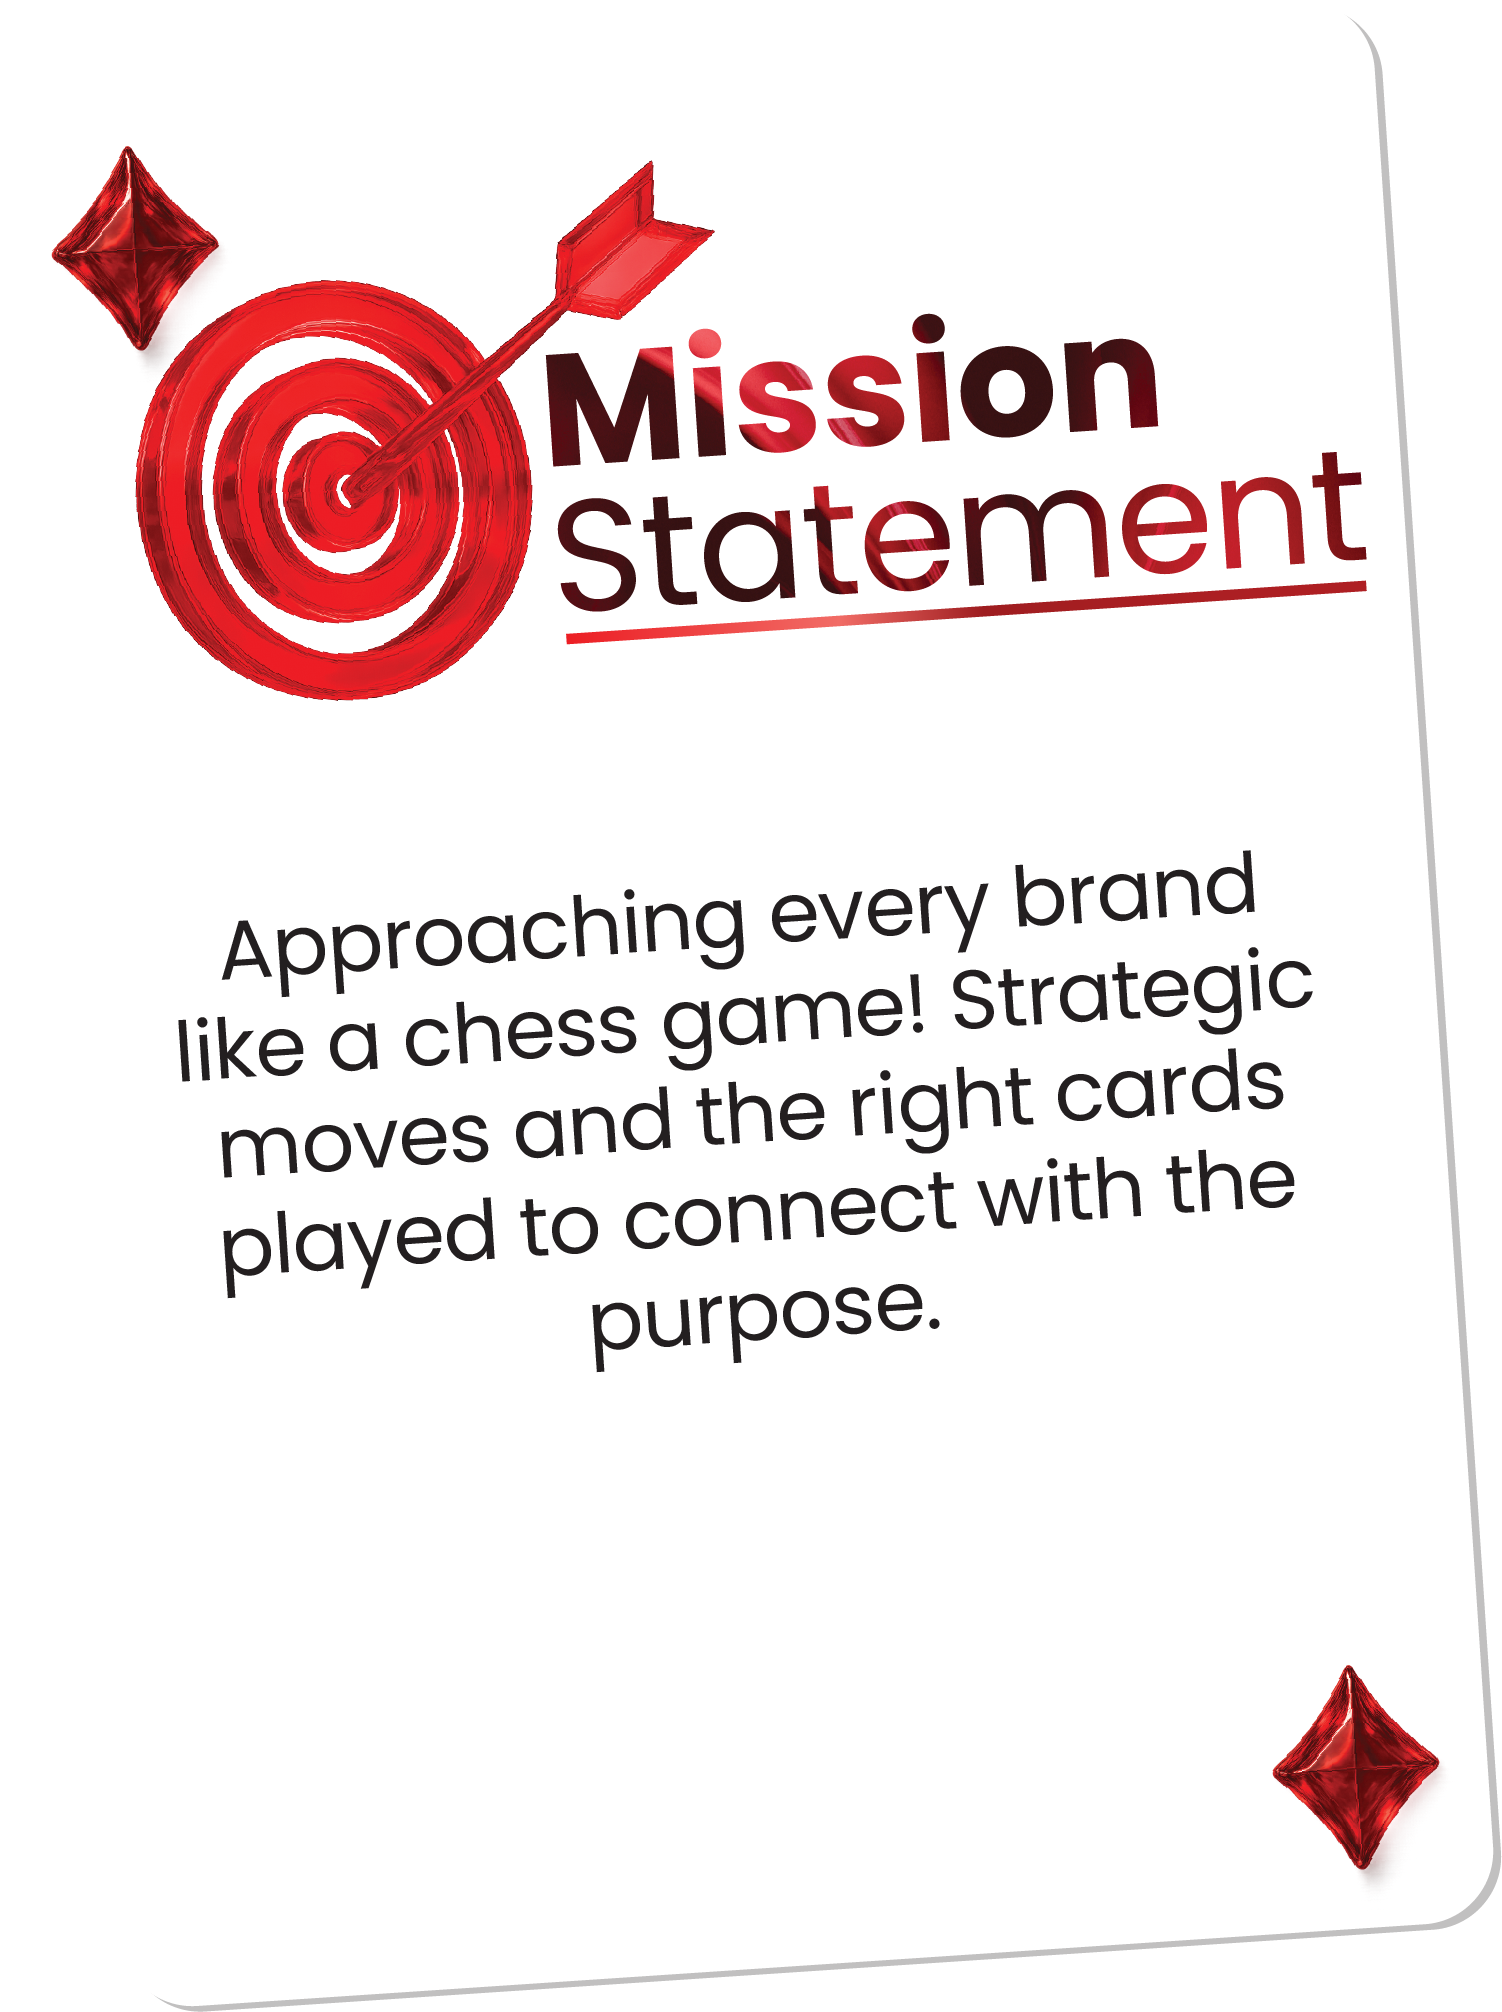 Mission
Statement
Approaching every brand
like a chess game! Strategic
moves and the right cards
played to connect with the
purpose.